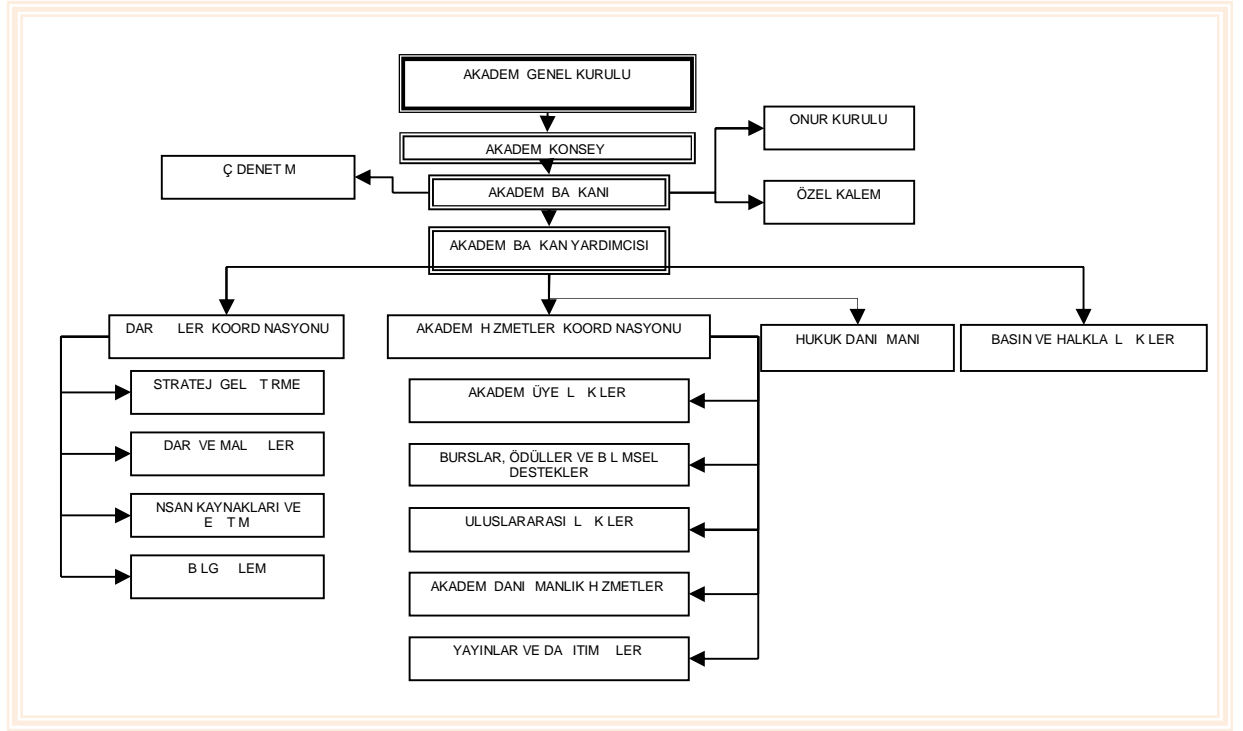 AKADEM GENEL KURULU
ONUR KURULU
AKADEM KONSEY
Ç DENET M
AKADEM BA KANI
ÖZEL KALEM
AKADEM BA KAN YARDIMCISI
DAR LER KOORD NASYONU
AKADEM H ZMETLER KOORD NASYONU
HUKUK DANI MANI
BASIN VE HALKLA L K LER
STRATEJ GEL T RME
DAR VE MAL LER
NSAN KAYNAKLARI VE
E T M
B LG LEM
AKADEM ÜYE L K LER
BURSLAR, ÖDÜLLER VE B L MSEL
DESTEKLER
ULUSLARARASI L K LER
AKADEM DANI MANLIK H ZMETLER
YAYINLAR VE DA ITIM LER